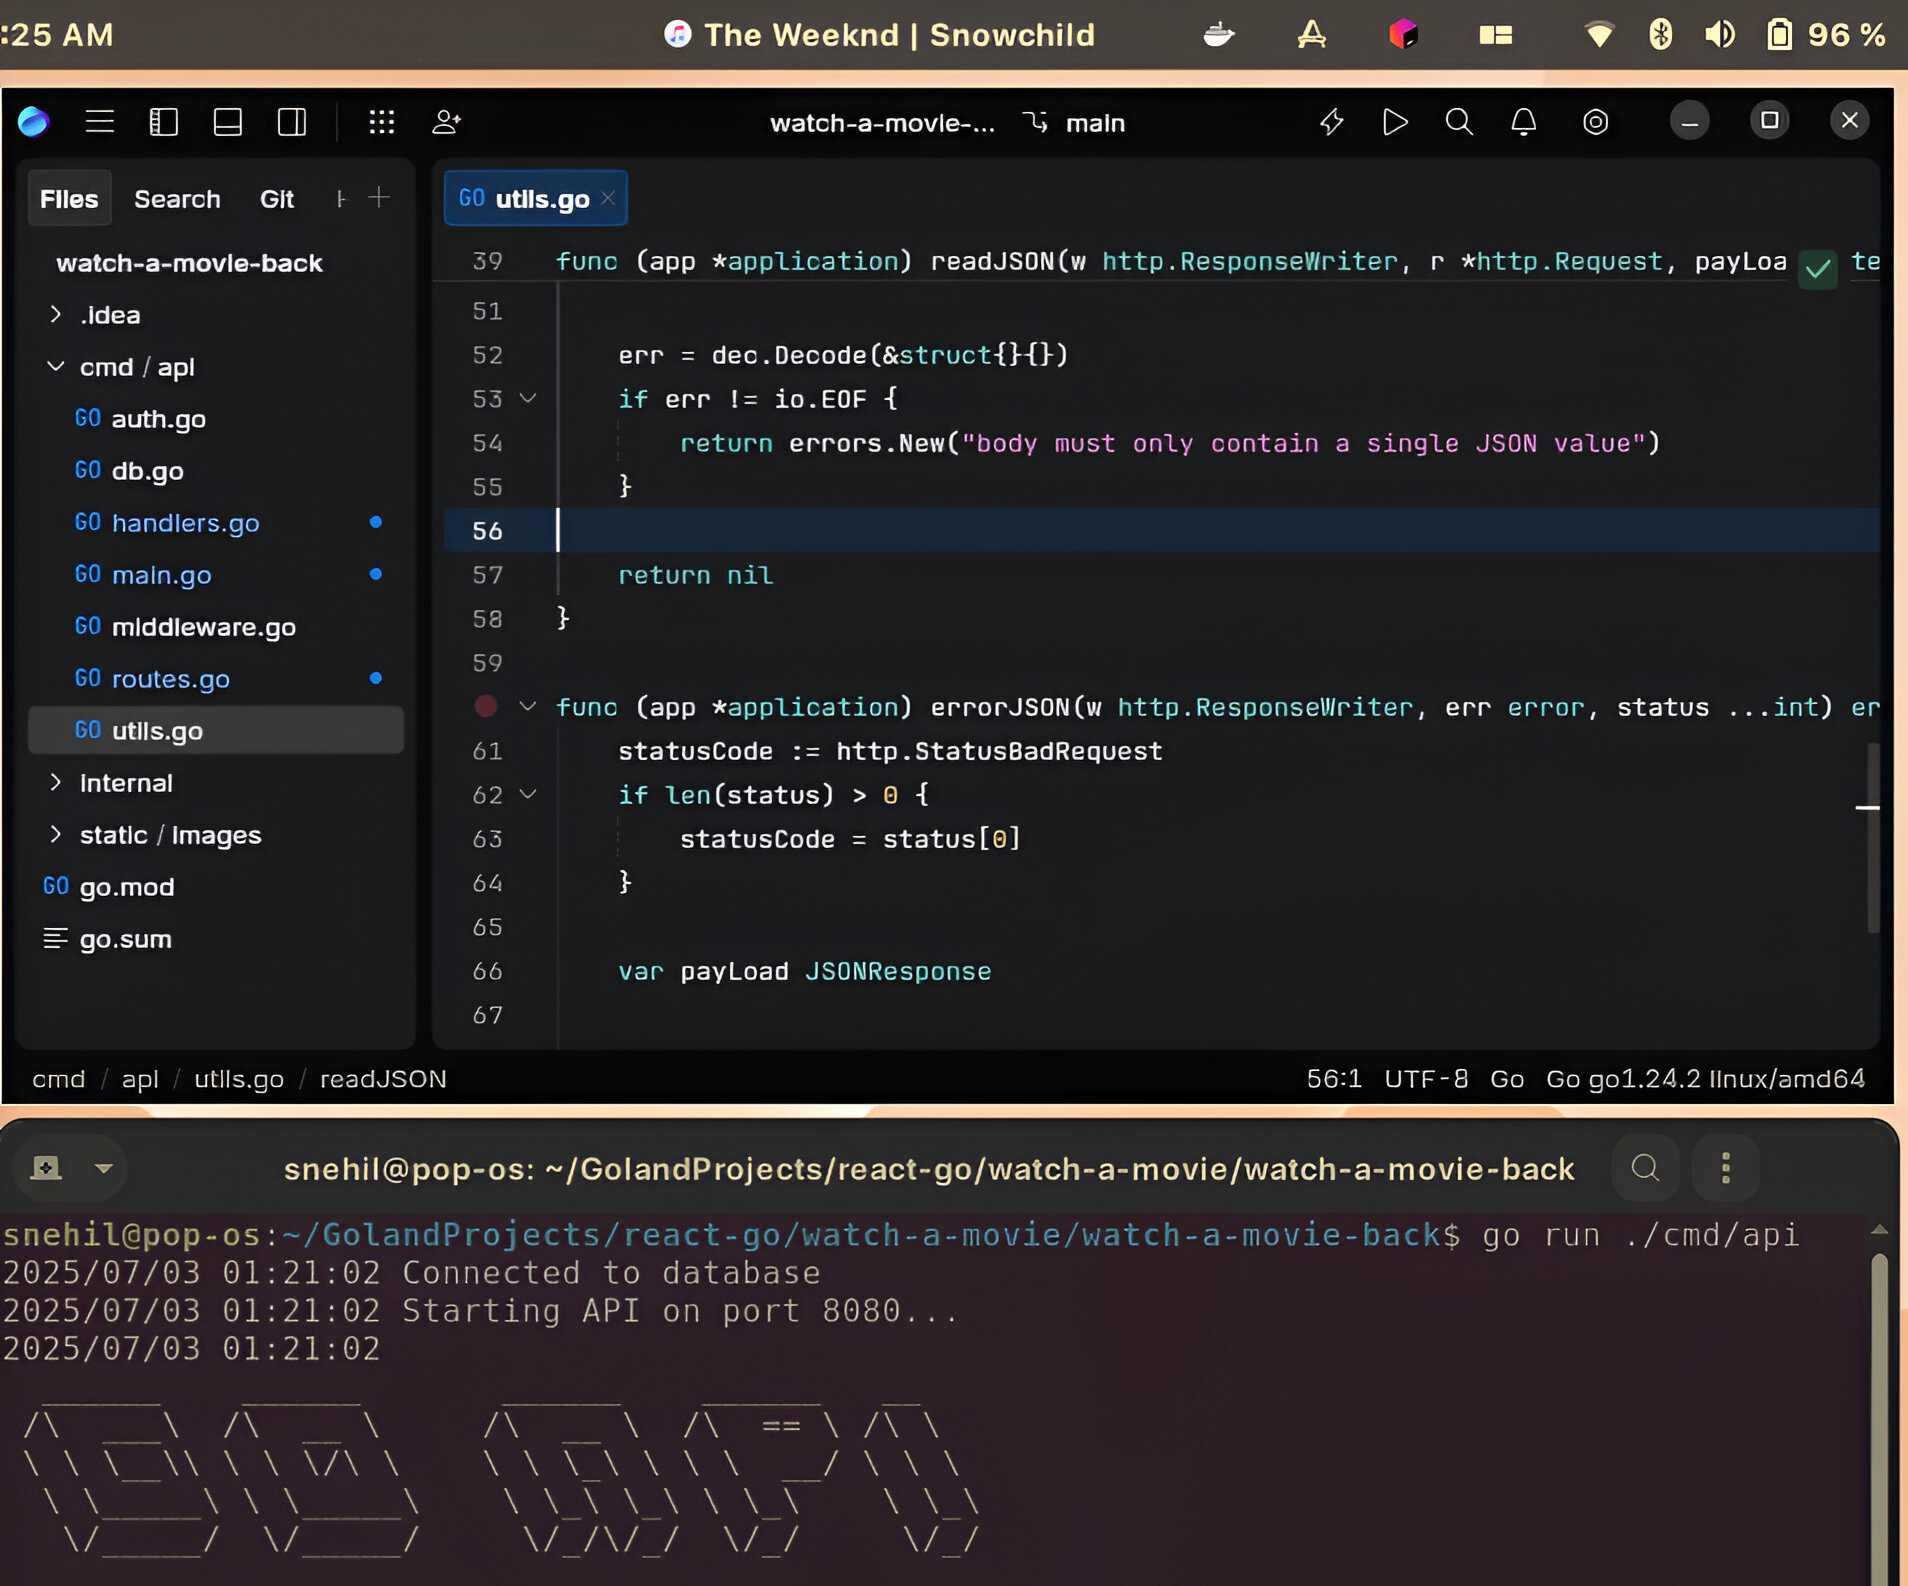 :25 AM
The Weeknd | Snowchild
96 %
watch-a-movie-... main
Files Search Git
watch-a-movie-back
.idea
cmd / api
GO auth.go
GO db.go
GO handlers.go
GO main.go
GO middleware.go
GO routes.go
GO utils.go
internal
static / images
GO go.mod
go.sum
GO utils.go
39 func (app *application) readJSON(w http.ResponseWriter, r *http.Request, payLoa te
51
52 err = dec.Decode(&struct{}{})
53 if err != io.EOF {
54 return errors.New("body must only contain a single JSON value")
55 }
56
57 return nil
58 }
59
func (app *application) errorJSON(w http.ResponseWriter, err error, status ...int) er
61 statusCode := http.StatusBadRequest
62 if len(status) > 0 {
63 statusCode = status[0]
64 }
65
66 var payLoad JSONResponse
67
cmd / api / utils.go / readJSON
56:1 UTF-8 Go Go go1.24.2 linux/amd64
snehil@pop-os: ~/GolandProjects/react-go/watch-a-movie/watch-a-movie-back
snehil@pop-os:~/GolandProjects/react-go/watch-a-movie/watch-a-movie-back$ go run ./cmd/api
2025/07/03 01:21:02 Connected to database
2025/07/03 01:21:02 Starting API on port 8080...
2025/07/03 01:21:02